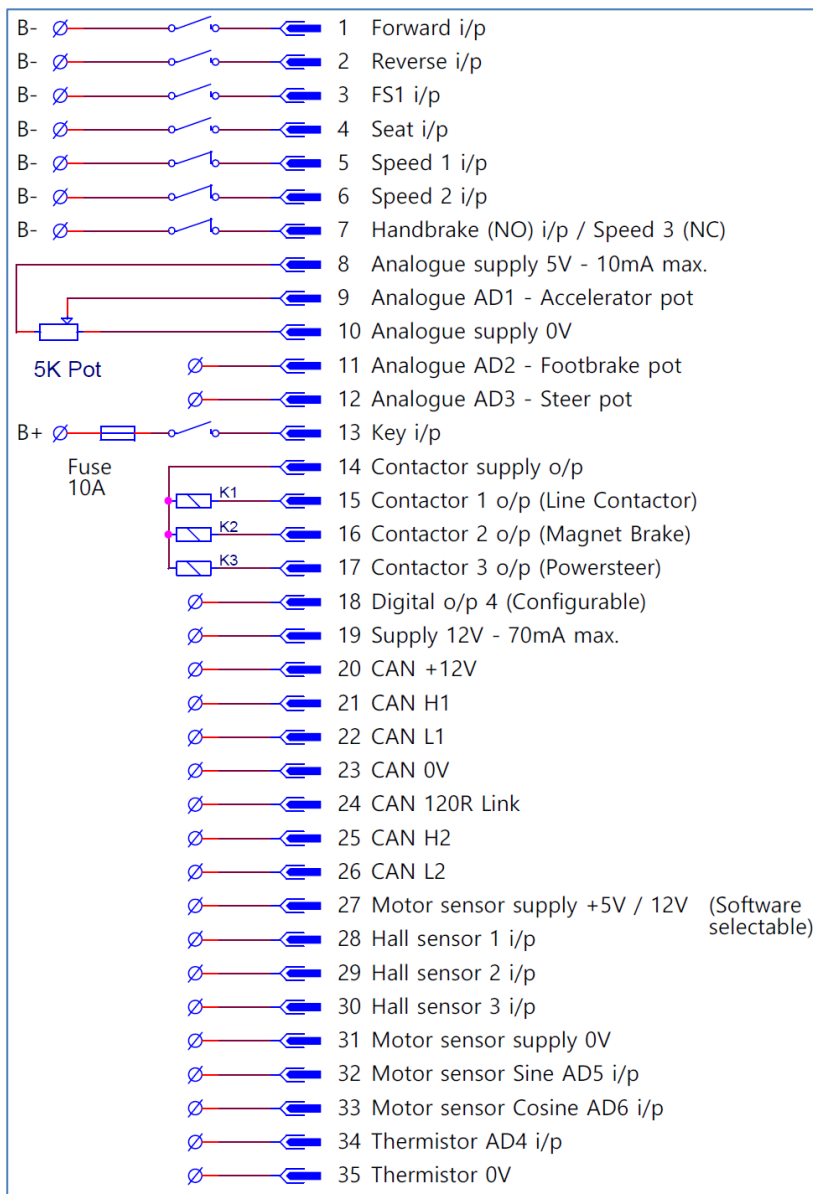 B- 1 Forward i/p
B- 2 Reverse i/p
B- 3 FS1 i/p
B- 4 Seat i/p
B- 5 Speed 1 i/p
B- 6 Speed 2 i/p
B- 7 Handbrake (NO) i/p / Speed 3 (NC)
8 Analogue supply 5V - 10mA max.
9 Analogue AD1 - Accelerator pot
10 Analogue supply 0V
5K Pot
11 Analogue AD2 - Footbrake pot
12 Analogue AD3 - Steer pot
B+ 13 Key i/p
Fuse
10A
14 Contactor supply o/p
K1 15 Contactor 1 o/p (Line Contactor)
K2 16 Contactor 2 o/p (Magnet Brake)
K3 17 Contactor 3 o/p (Powersteer)
18 Digital o/p 4 (Configurable)
19 Supply 12V - 70mA max.
20 CAN +12V
21 CAN H1
22 CAN L1
23 CAN 0V
24 CAN 120R Link
25 CAN H2
26 CAN L2
27 Motor sensor supply +5V / 12V (Software
selectable)
28 Hall sensor 1 i/p
29 Hall sensor 2 i/p
30 Hall sensor 3 i/p
31 Motor sensor supply 0V
32 Motor sensor Sine AD5 i/p
33 Motor sensor Cosine AD6 i/p
34 Thermistor AD4 i/p
35 Thermistor 0V